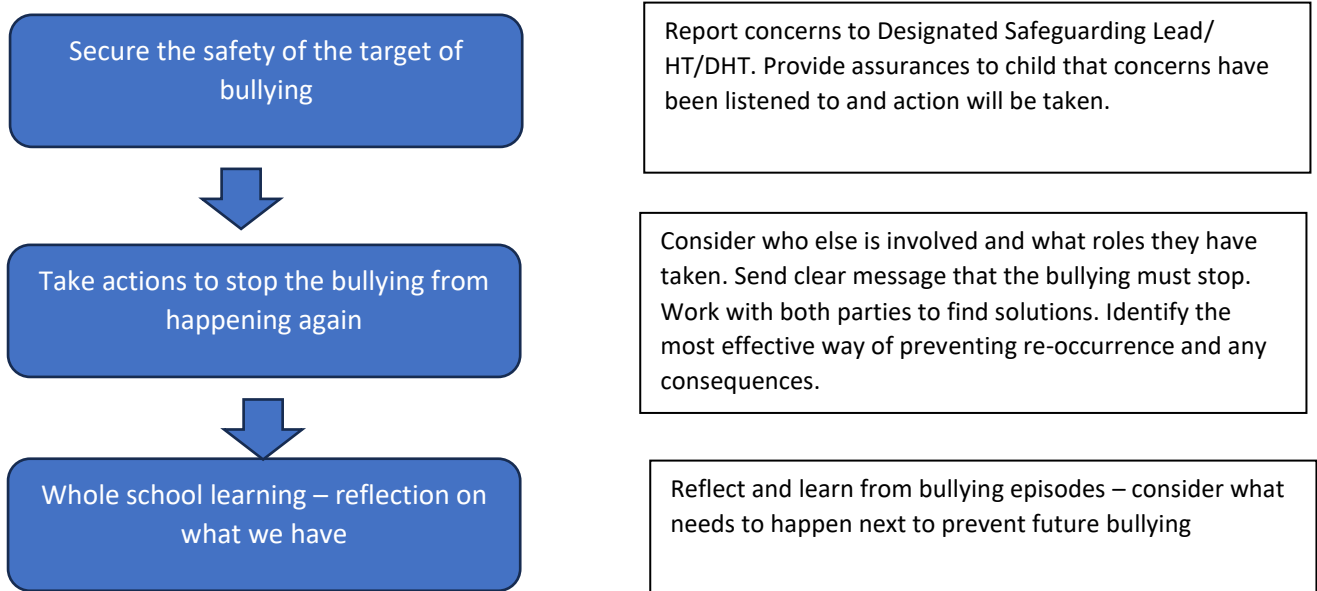 Secure the safety of the target of
bullying
Report concerns to Designated Safeguarding Lead/
HT/DHT. Provide assurances to child that concerns have
been listened to and action will be taken.
Take actions to stop the bullying from
happening again
Consider who else is involved and what roles they have
taken. Send clear message that the bullying must stop.
Work with both parties to find solutions. Identify the
most effective way of preventing re-occurrence and any
consequences.
Whole school learning – reflection on
what we have
Reflect and learn from bullying episodes – consider what
needs to happen next to prevent future bullying